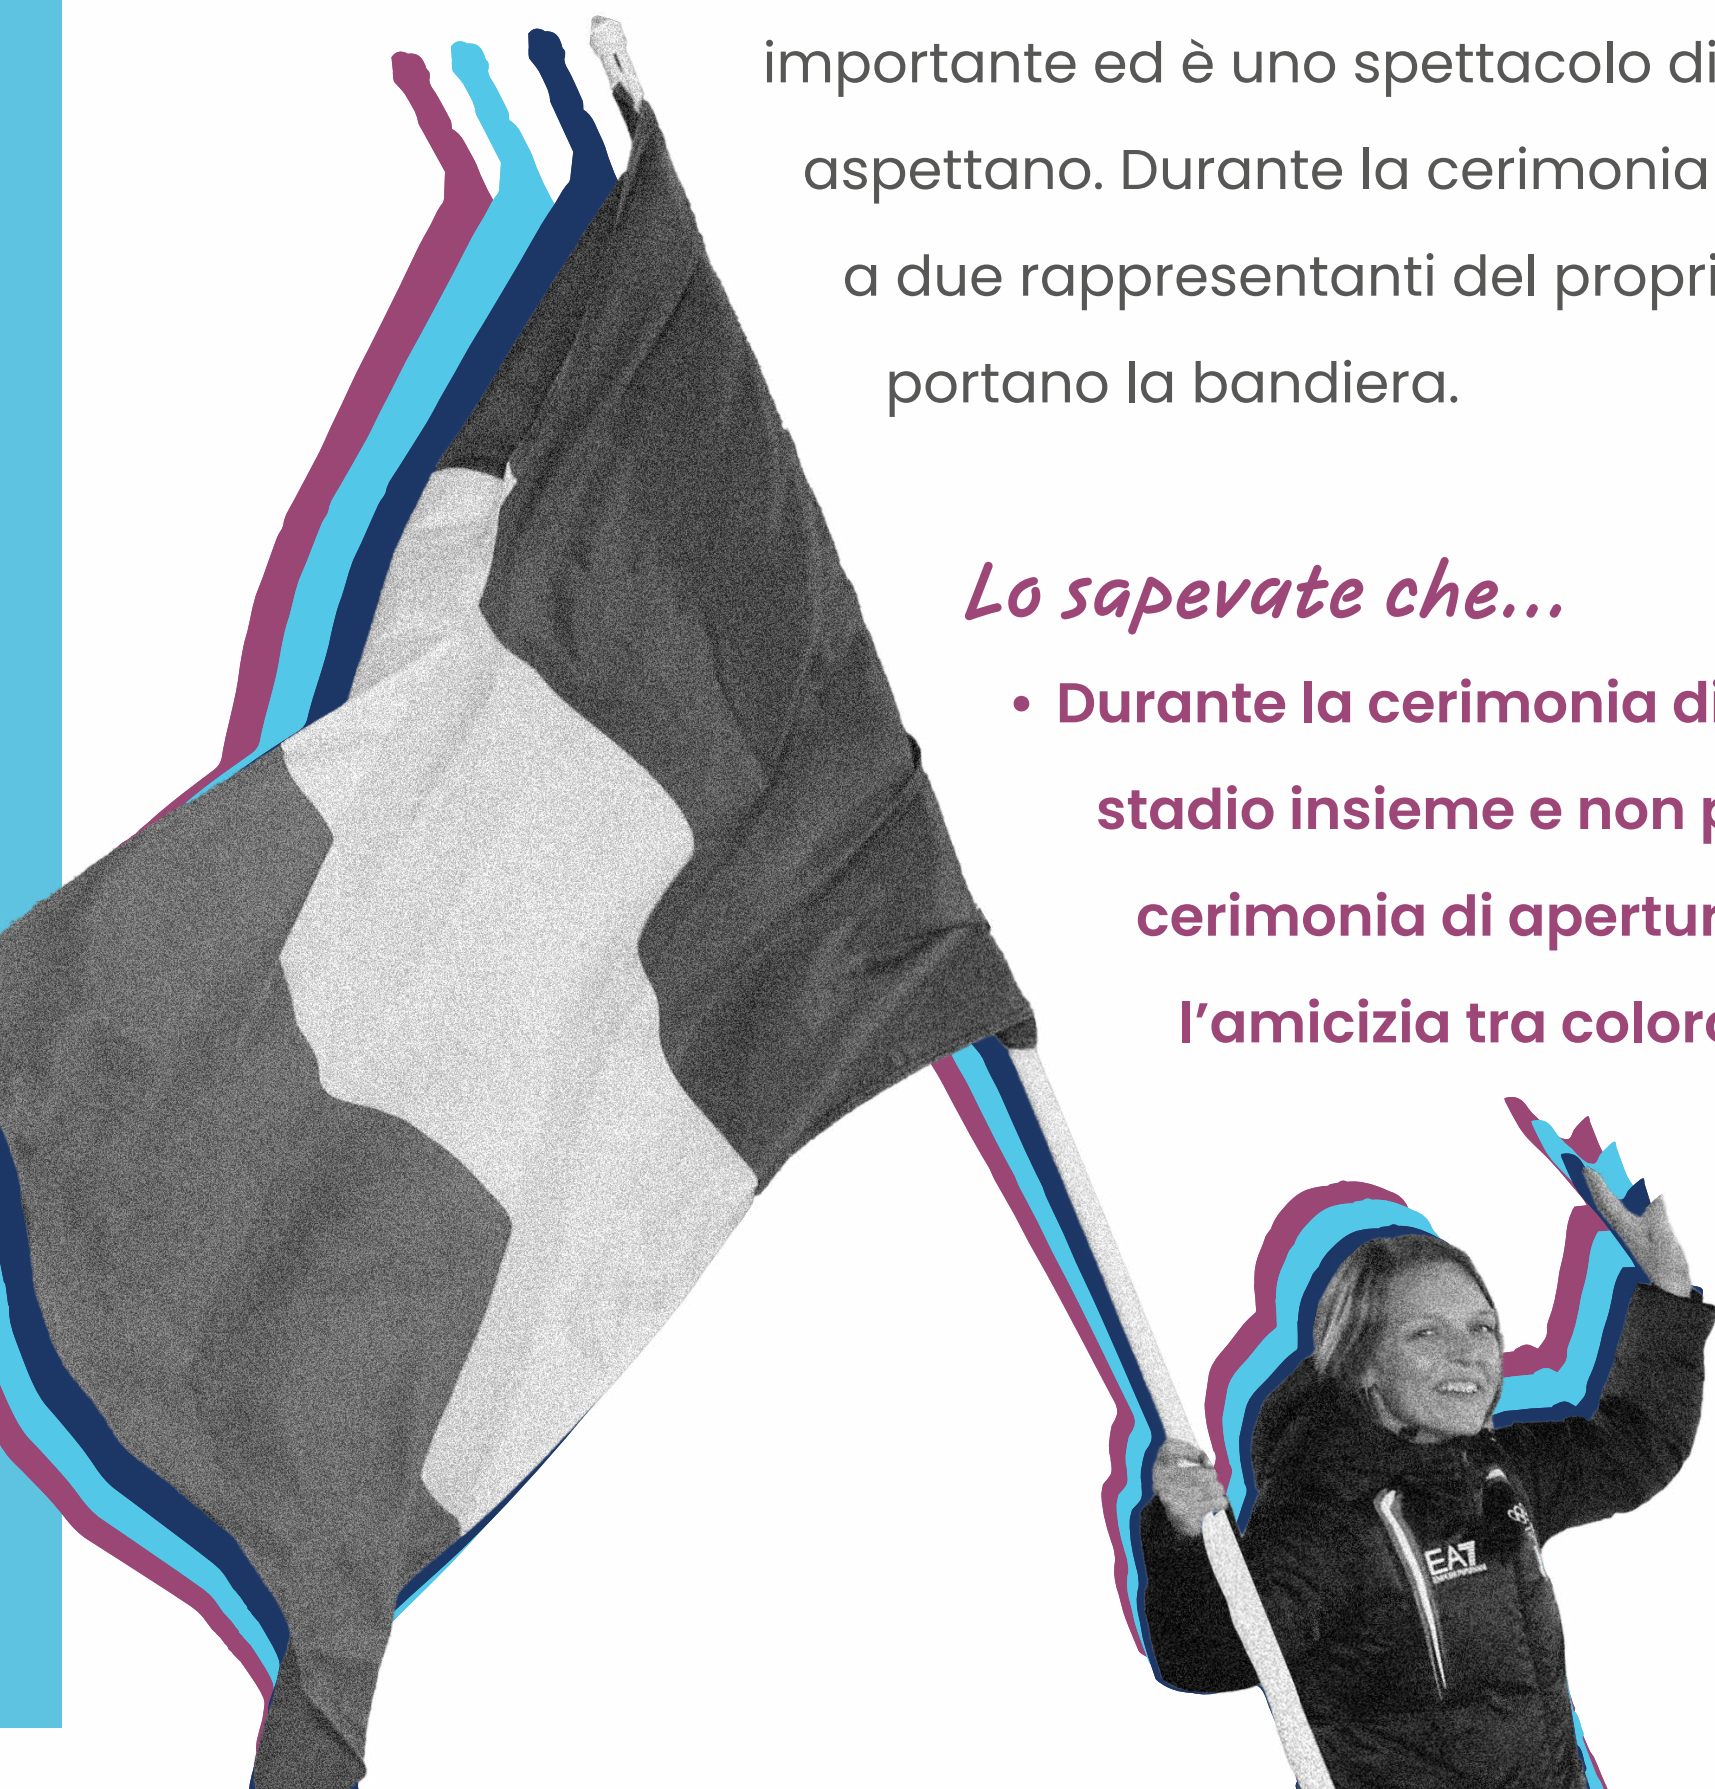 importante ed è uno spettacolo di
aspettano. Durante la cerimonia
a due rappresentanti del propri
portano la bandiera.
Lo sapevate che...
• Durante la cerimonia di
stadio insieme e non p
cerimonia di apertur
l’amicizia tra color
EA7